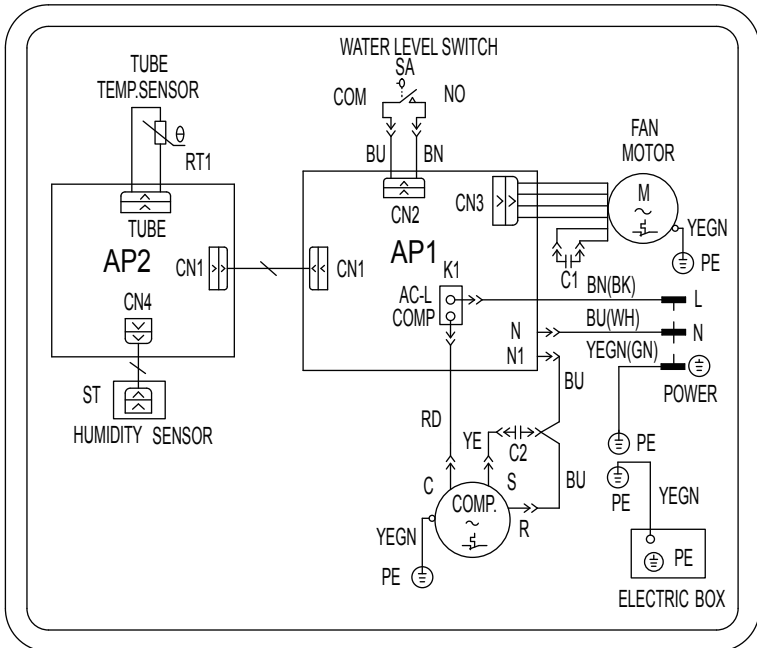 WATER LEVEL SWITCH
SA
COM NO
BU BN
TUBE
TEMP.SENSOR
θ
RT1
FAN
MOTOR
M
~
YEGN
PE
C1
TUBE
AP2
CN1
CN4
ST
HUMIDITY SENSOR
CN1
AP1
CN2
CN3
K1
AC-L
COMP
N
N1
BN(BK)
L
BU(WH)
N
YEGN(GN)
POWER
PE
BU
RD
YE
C2
BU
C
S
R
COMP.
~
YEGN
PE
PE
YEGN
PE
ELECTRIC BOX